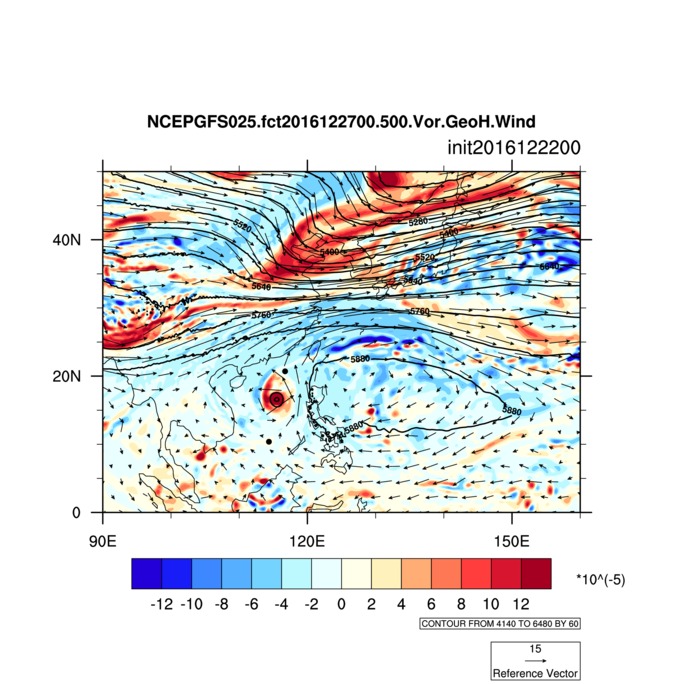 NCEPGFS025.fct2016122700.500.Vor.GeoH.Wind
init2016122200
5520
5280
5400
5400
5520
5640
5640
5640
5760
5760
5880
5880
5880
40N
20N
0
90E 120E 150E
-12 -10 -8 -6 -4 -2 0 2 4 6 8 10 12
*10^(-5)
CONTOUR FROM 4140 TO 6480 BY 60
15
Reference Vector